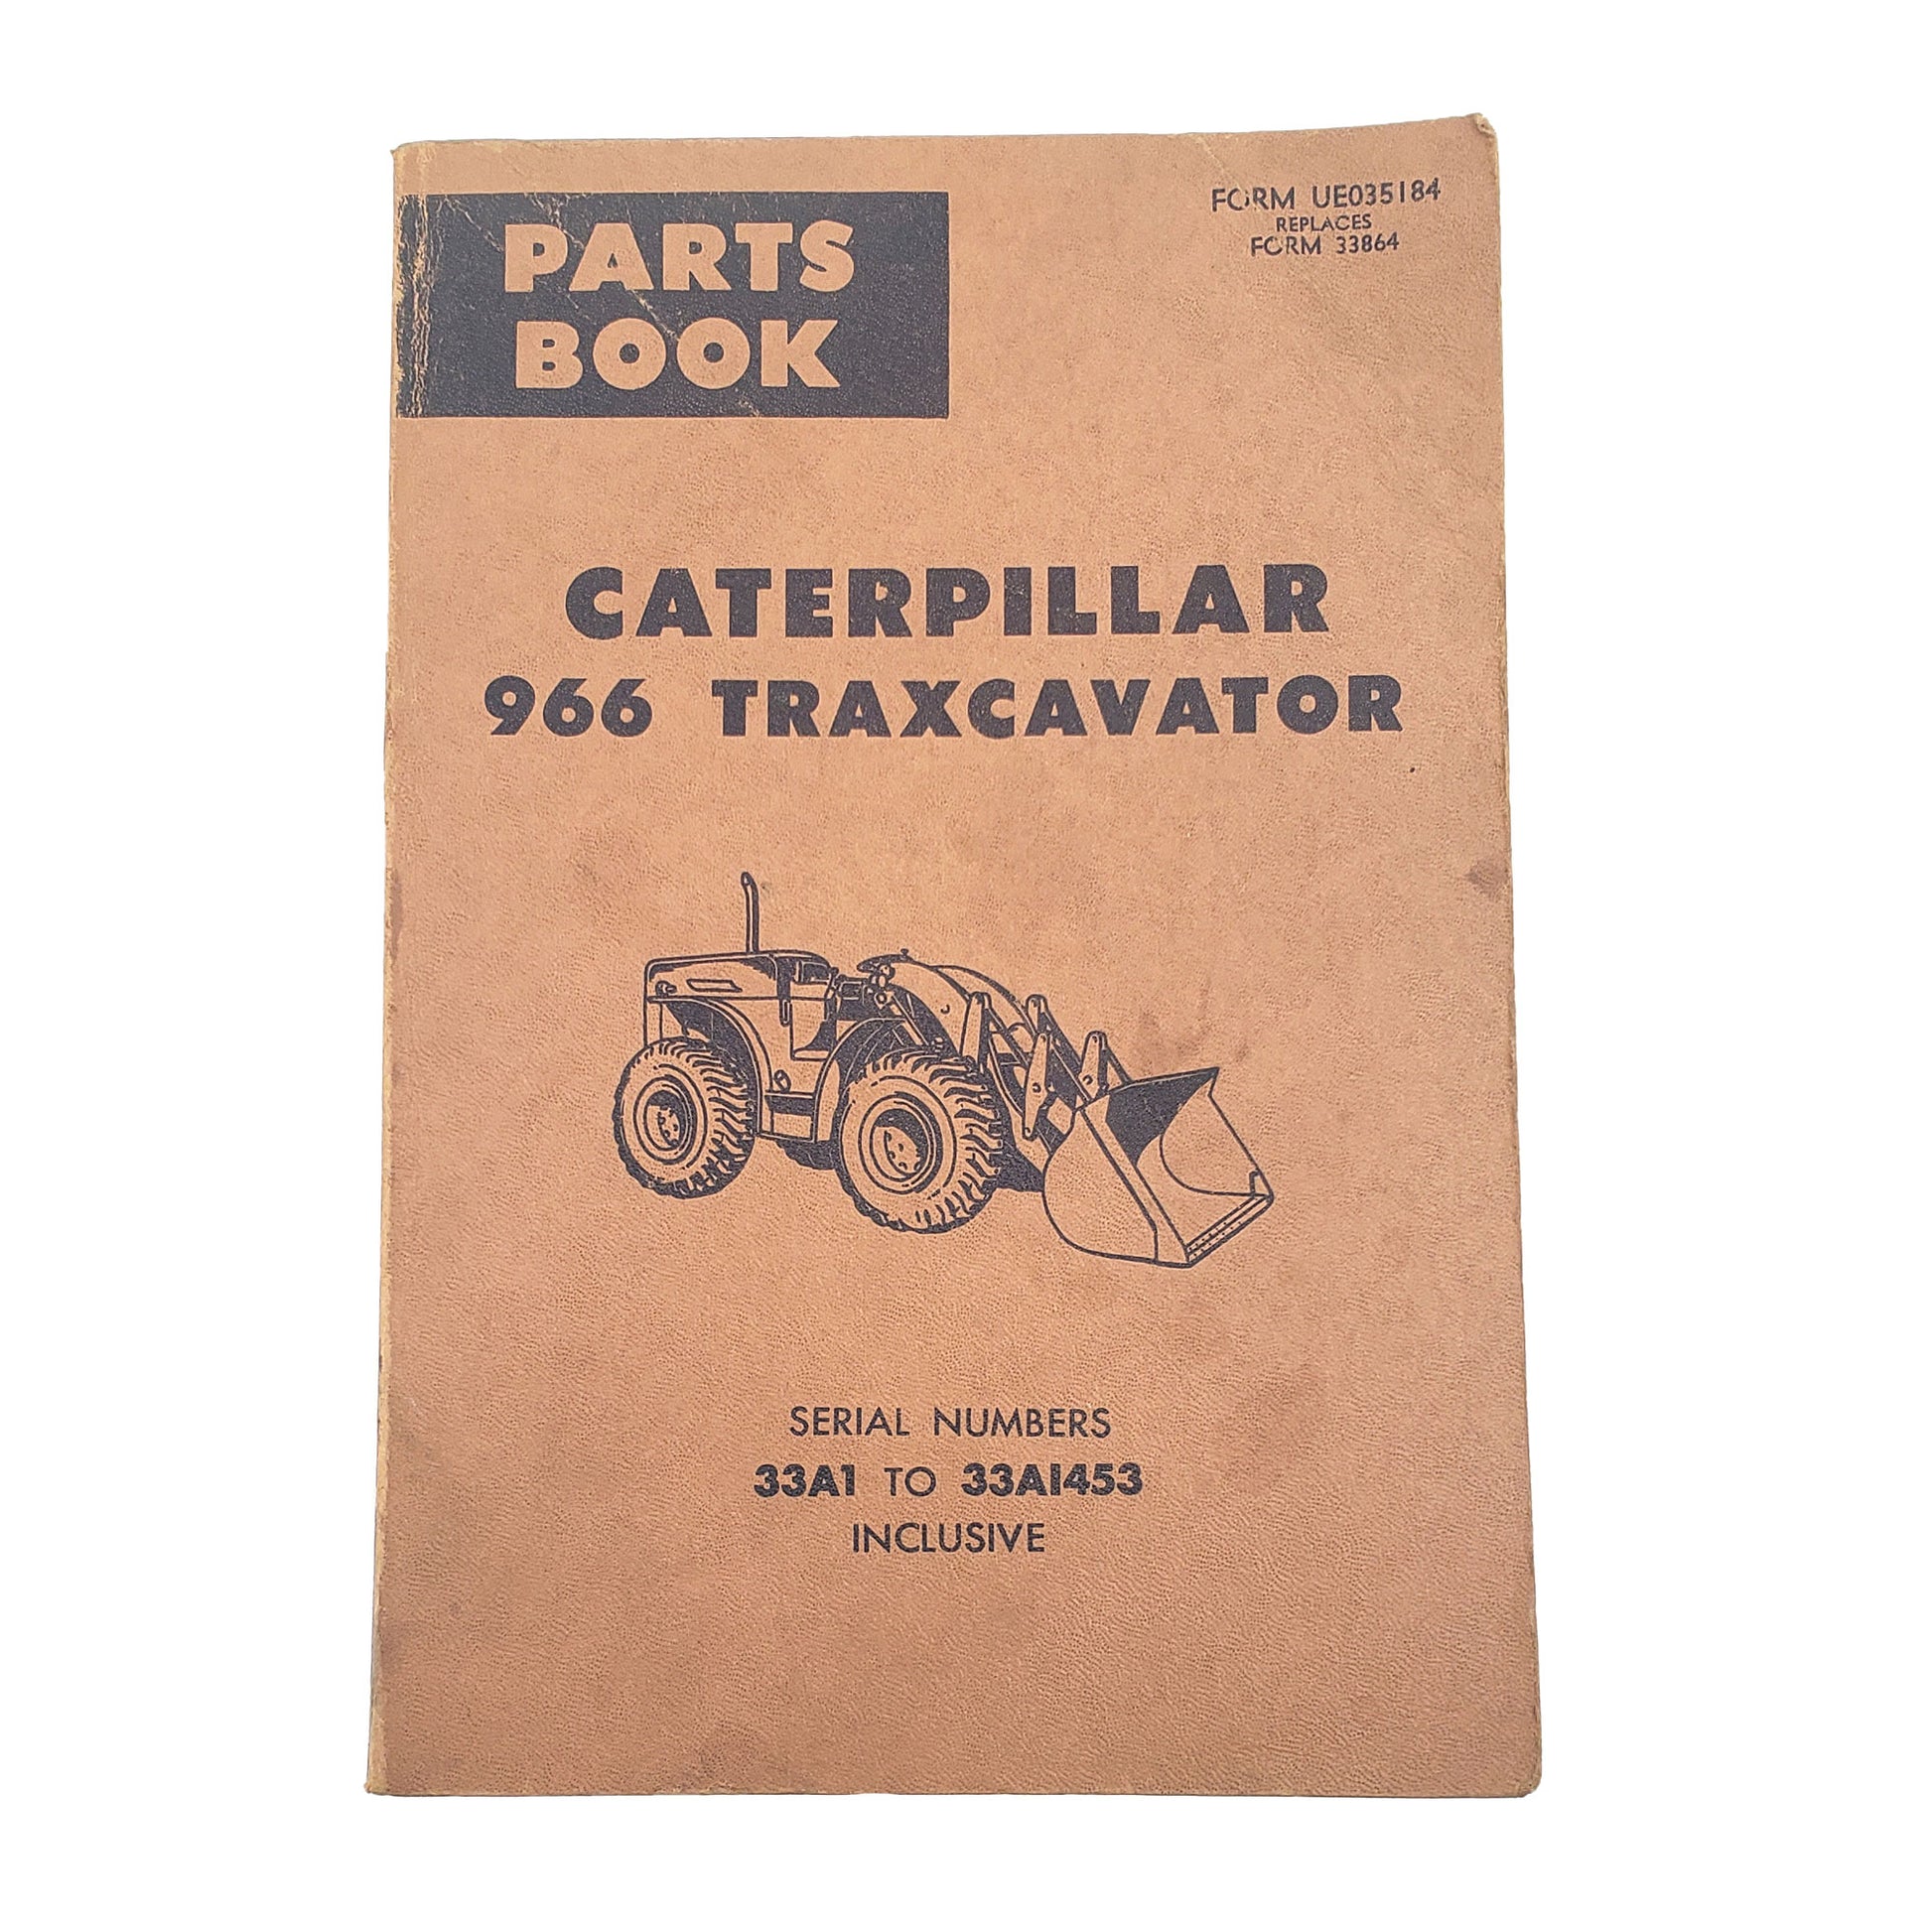 PARTS
BOOK
FORM UE035184
REPLACES
FORM 33864
CATERPILLAR
966 TRAXCAVATOR
SERIAL NUMBERS
33A1 TO 33A1453
INCLUSIVE